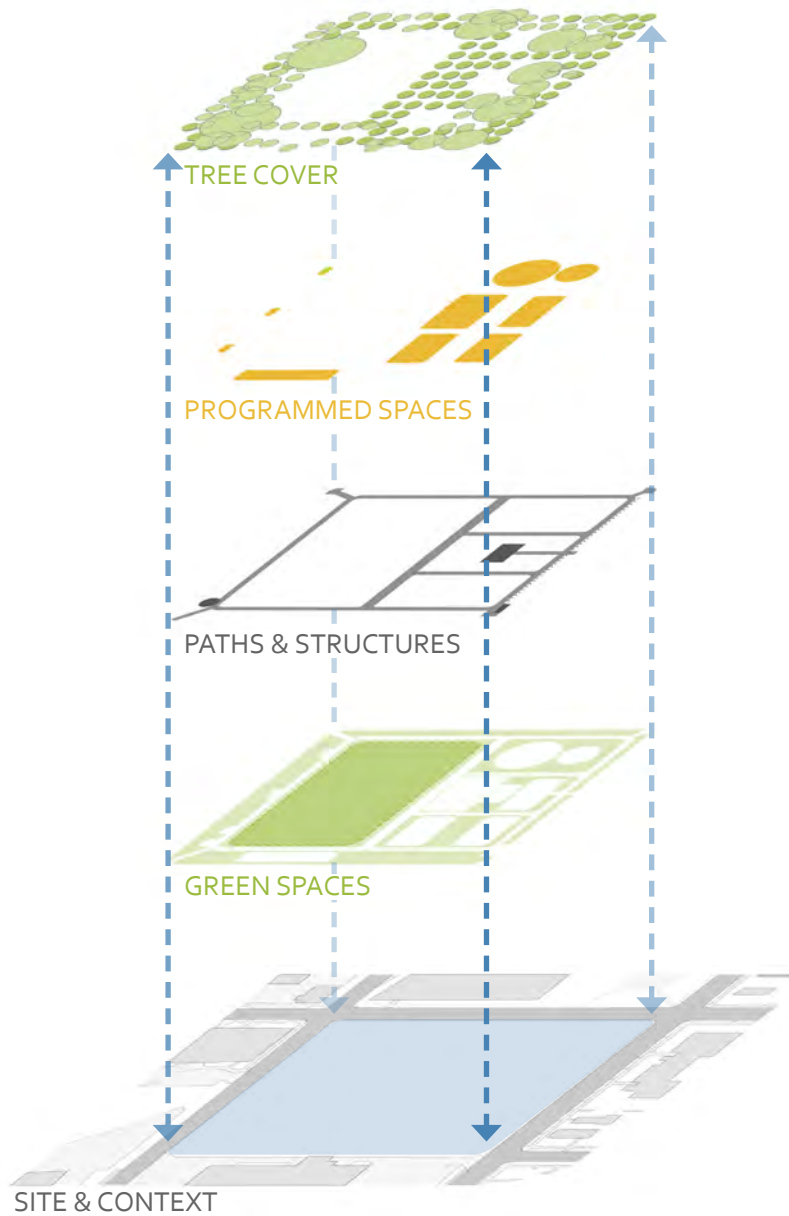 TREE COVER
PROGRAMMED SPACES
PATHS & STRUCTURES
GREEN SPACES
SITE & CONTEXT